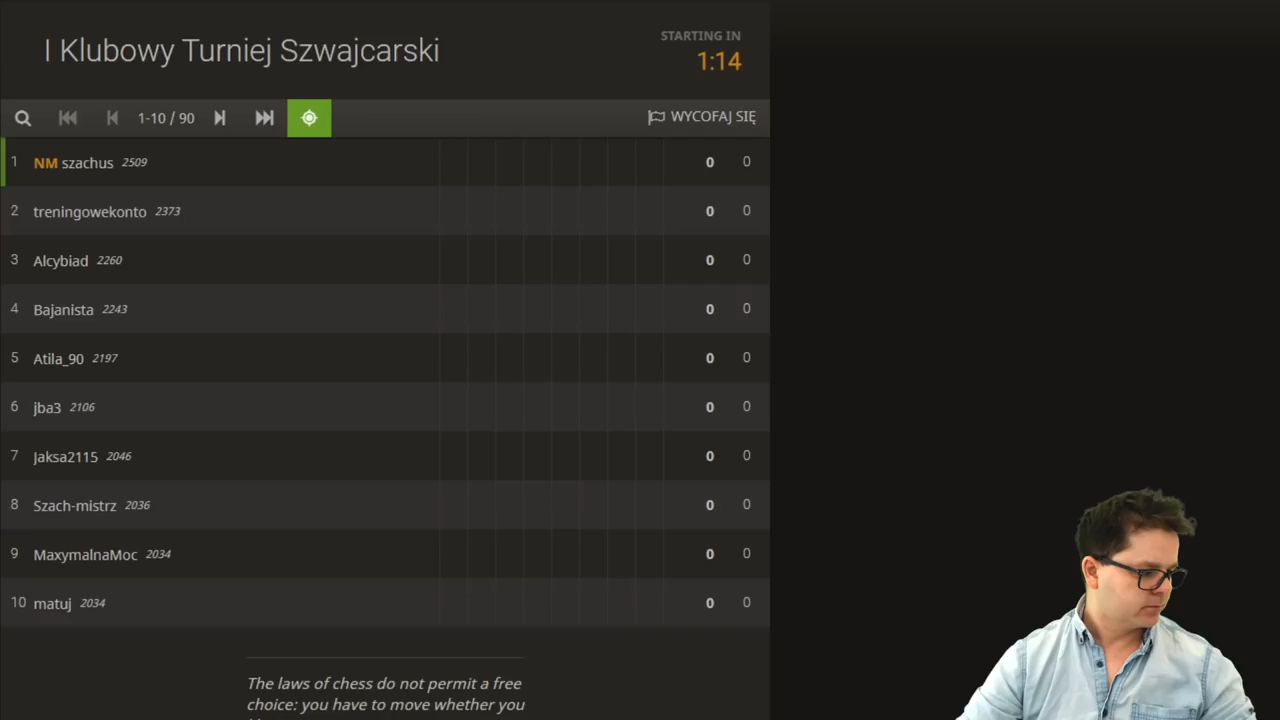 I Klubowy Turniej Szwajcarski
STARTING IN
1:14
1-10 / 90
WYCOFAJ SIĘ
1 NM szachus 2509 0 0
2 treningowekonto 2373 0 0
3 Alcybiad 2260 0 0
4 Bajanista 2243 0 0
5 Atila_90 2197 0 0
6 jba3 2106 0 0
7 Jaksa2115 2046 0 0
8 Szach-mistrz 2036 0 0
9 MaxymalnaMoc 2034 0 0
10 matuj 2034 0 0
The laws of chess do not permit a free
choice: you have to move whether you